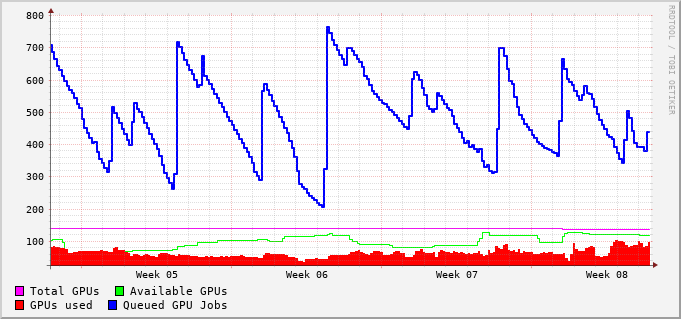 800
700
600
500
400
300
200
100
Week 05 Week 06 Week 07 Week 08
Total GPUs Available GPUs
GPUs used Queued GPU Jobs
RRDTOOL / TOBI OETIKER